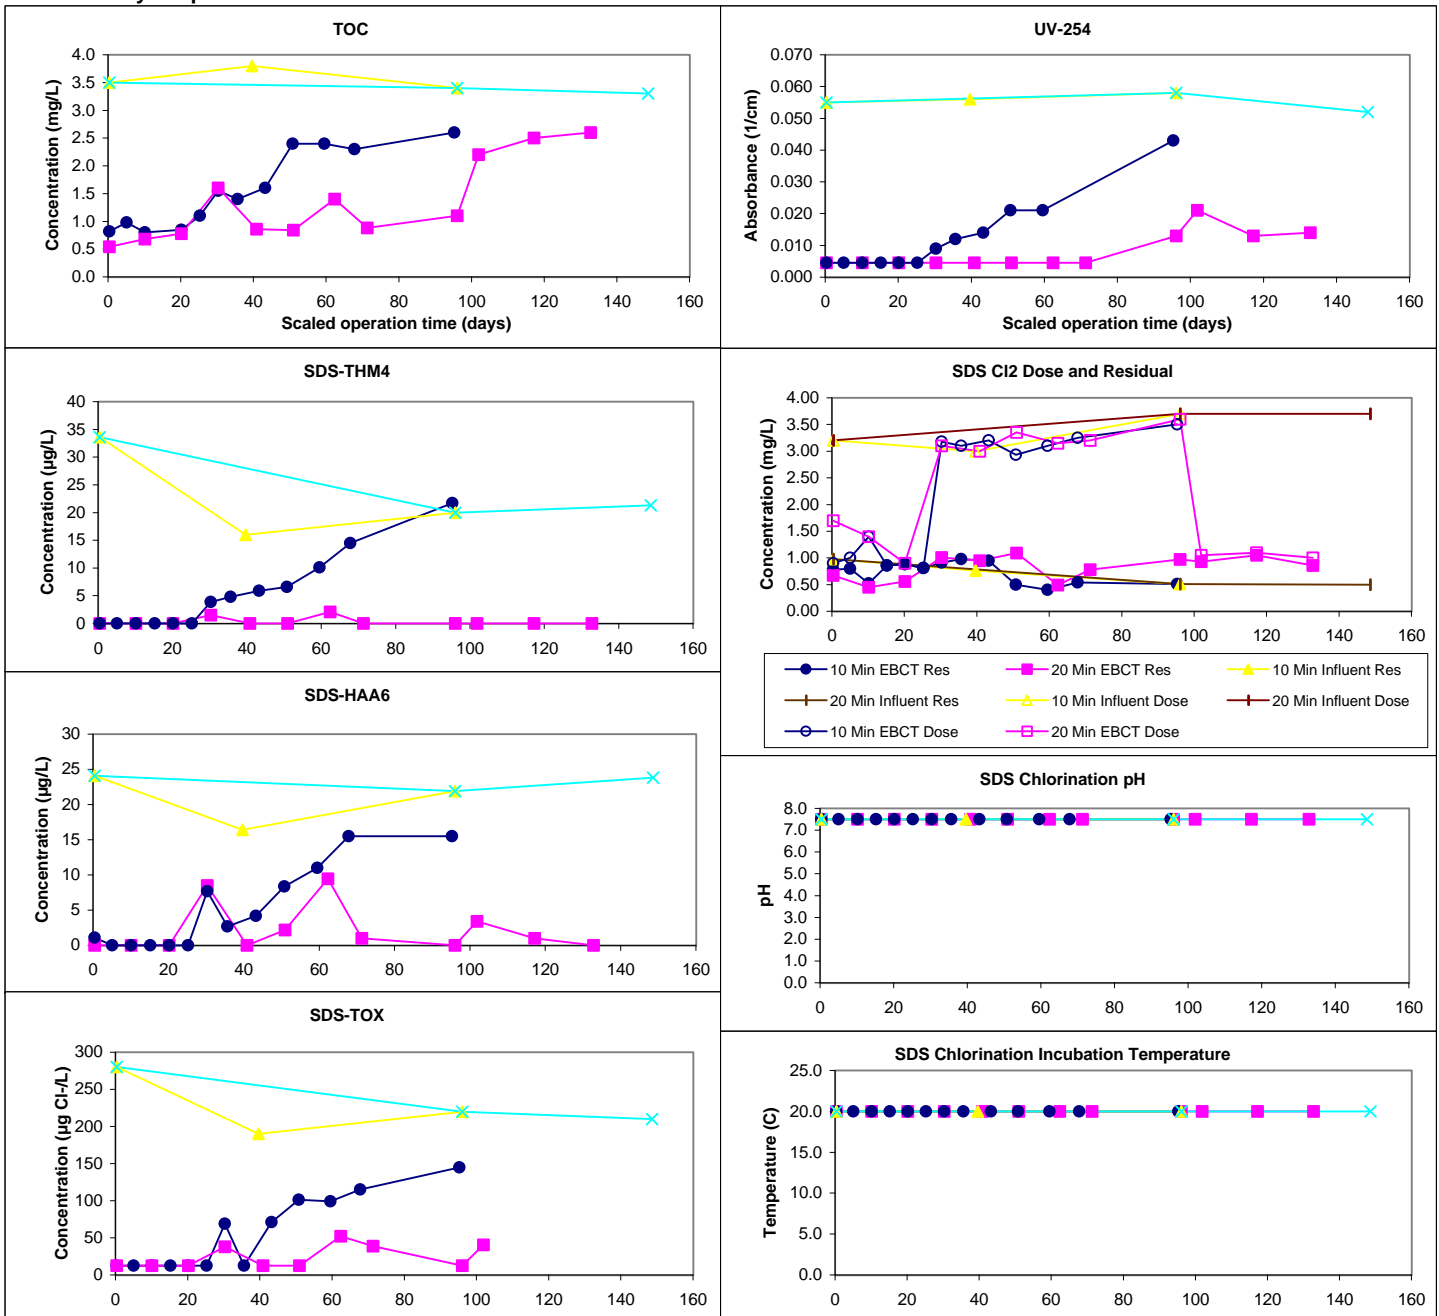 TOC
Concentration (mg/L)
4.0
3.5
3.0
2.5
2.0
1.5
1.0
0.5
0.0
0 20 40 60 80 100 120 140 160
Scaled operation time (days)
UV-254
Absorbance (1/cm)
0.070
0.060
0.050
0.040
0.030
0.020
0.010
0.000
0 20 40 60 80 100 120 140 160
Scaled operation time (days)
SDS-THM4
Concentration (µg/L)
40
35
30
25
20
15
10
5
0
0 20 40 60 80 100 120 140 160
SDS Cl2 Dose and Residual
Concentration (mg/L)
4.00
3.50
3.00
2.50
2.00
1.50
1.00
0.50
0.00
0 20 40 60 80 100 120 140 160
10 Min EBCT Res 20 Min EBCT Res 10 Min Influent Res
20 Min Influent Res 10 Min Influent Dose 20 Min Influent Dose
10 Min EBCT Dose 20 Min EBCT Dose
SDS-HAA6
Concentration (µg/L)
30
25
20
15
10
5
0
0 20 40 60 80 100 120 140 160
SDS Chlorination pH
pH
8.0
7.0
6.0
5.0
4.0
3.0
2.0
1.0
0.0
0 20 40 60 80 100 120 140 160
SDS-TOX
Concentration (µg Cl-/L)
300
250
200
150
100
50
0
0 20 40 60 80 100 120 140 160
SDS Chlorination Incubation Temperature
Temperature (C)
25.0
20.0
15.0
10.0
5.0
0.0
0 20 40 60 80 100 120 140 160